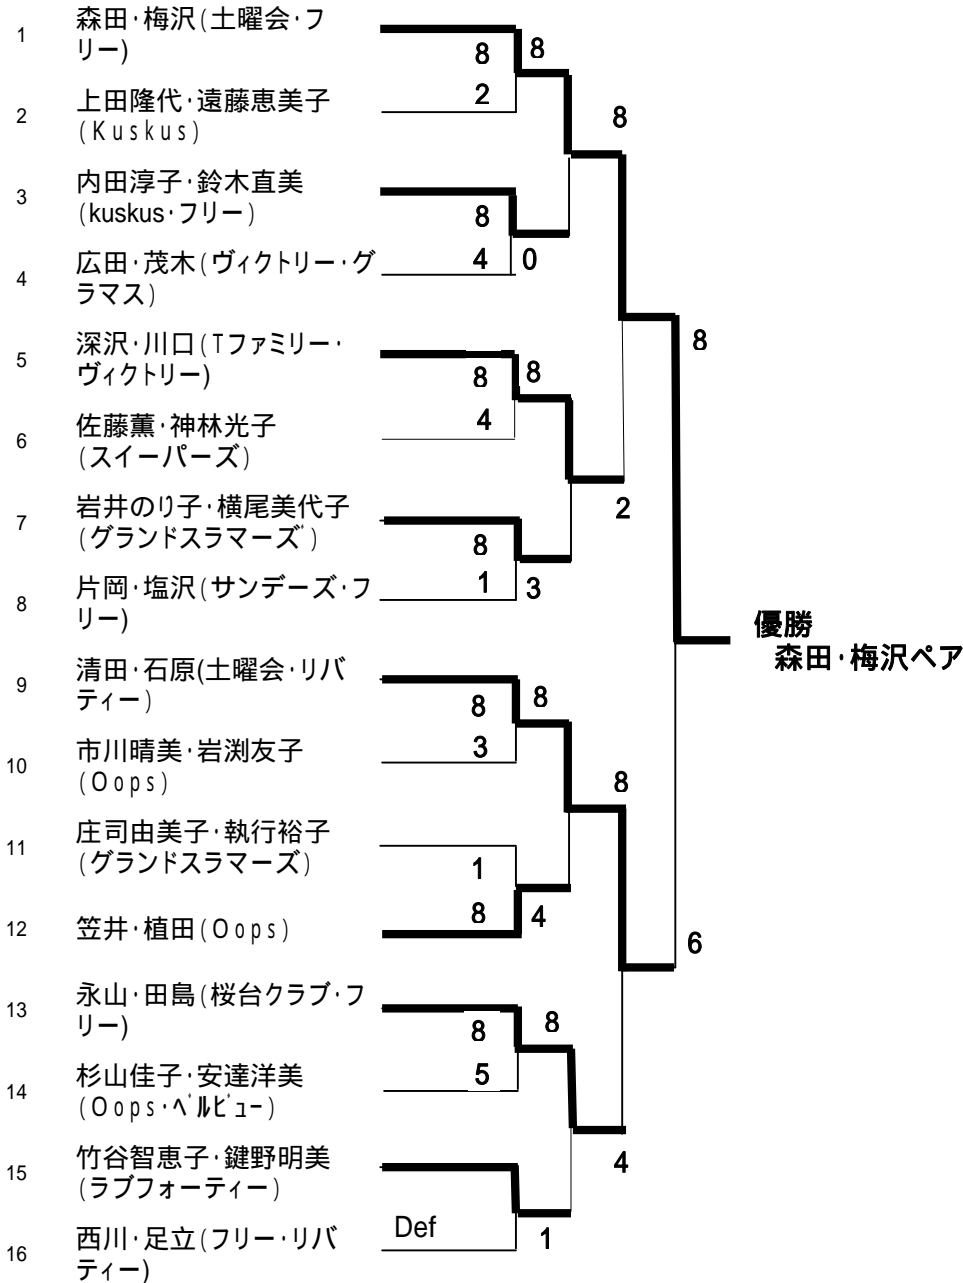 1
森田・梅沢(土曜会・フ
リー)
8
8
2
上田隆代・遠藤恵美子
(Kuskus)
2
8
3
内田淳子・鈴木直美
(kuskus・フリー)
8
4
広田・茂木(ヴィクトリー・グ
ラマス)
4
0
5
深沢・川口(Tファミリー・
ヴィクトリー)
8
8
8
6
佐藤薫・神林光子
(スイーパーズ)
4
7
岩井のり子・横尾美代子
(グランドスラマーズ゛)
8
2
8
片岡・塩沢(サンデーズ・フ
リー)
1
3
優勝
森田・梅沢ペア
9
清田・石原(土曜会・リバ
ティー)
8
8
10
市川晴美・岩渕友子
(Oops)
3
8
11
庄司由美子・執行裕子
(グランドスラマーズ)
1
12
笠井・植田(Oops)
8
4
6
13
永山・田島(桜台クラブ・フ
リー)
8
8
14
杉山佳子・安達洋美
(Oops・ﾍﾞﾙﾋﾞｭｰ)
5
15
竹谷智恵子・鍵野明美
(ラブフォーティー)
4
16
西川・足立(フリー・リバ
ティー)
Def
1